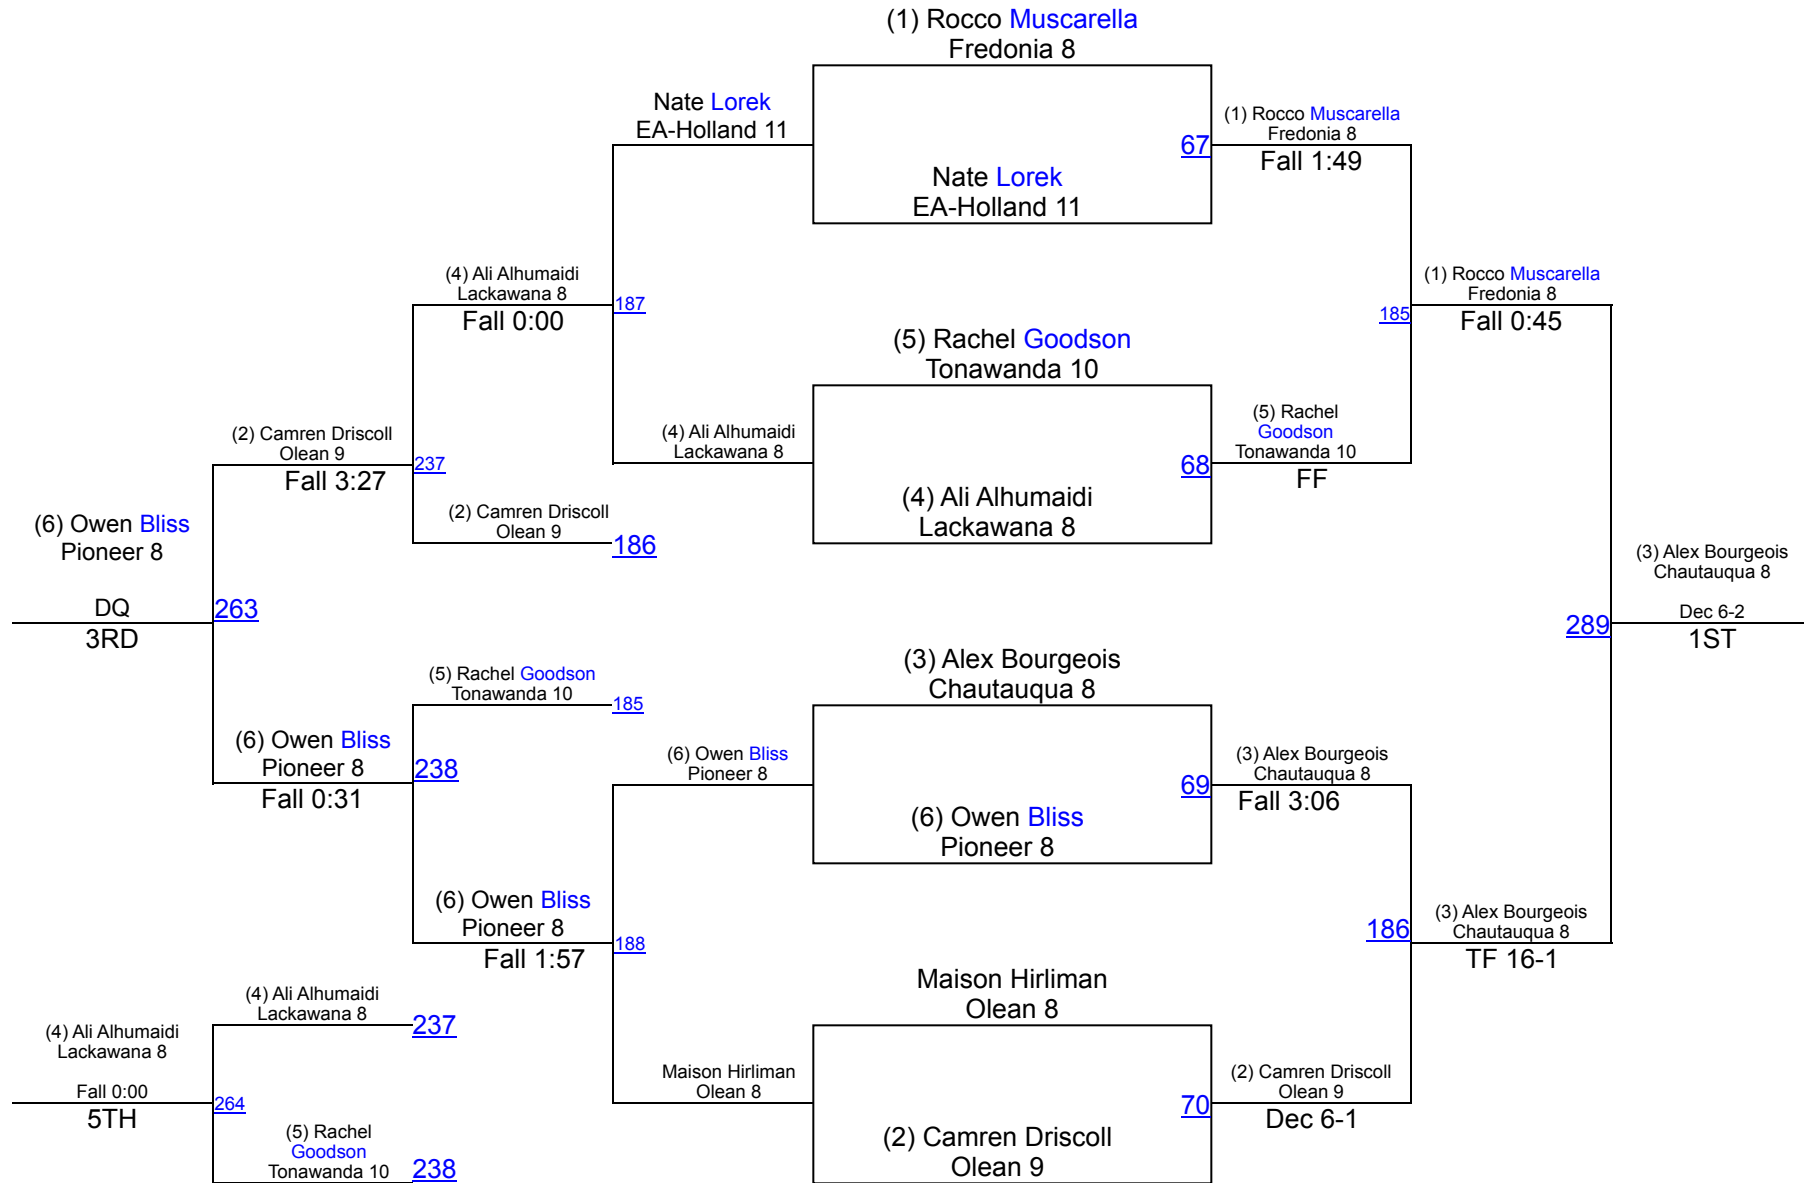 (1) Rocco Muscarella
Fredonia 8
Nate Lorek
EA-Holland 11
67
(1) Rocco Muscarella
Fredonia 8
Fall 1:49
Nate Lorek
EA-Holland 11
(4) Ali Alhumaidi
Lackawana 8
Fall 0:00
187
(1) Rocco Muscarella
Fredonia 8
Fall 0:45
185
(5) Rachel Goodson
Tonawanda 10
(2) Camren Driscoll
Olean 9
Fall 3:27
237
(4) Ali Alhumaidi
Lackawana 8
68
(5) Rachel
Goodson
Tonawanda 10
FF
(4) Ali Alhumaidi
Lackawana 8
(2) Camren Driscoll
Olean 9
186
(6) Owen Bliss
Pioneer 8
DQ
3RD
263
(3) Alex Bourgeois
Chautauqua 8
Dec 6-2
1ST
289
(5) Rachel Goodson
Tonawanda 10
185
(3) Alex Bourgeois
Chautauqua 8
(6) Owen Bliss
Pioneer 8
Fall 0:31
238
(6) Owen Bliss
Pioneer 8
69
(3) Alex Bourgeois
Chautauqua 8
Fall 3:06
(6) Owen Bliss
Pioneer 8
(6) Owen Bliss
Pioneer 8
Fall 1:57
188
186
(3) Alex Bourgeois
Chautauqua 8
TF 16-1
Maison Hirliman
Olean 8
(4) Ali Alhumaidi
Lackawana 8
237
(4) Ali Alhumaidi
Lackawana 8
Fall 0:00
5TH
264
Maison Hirliman
Olean 8
70
(2) Camren Driscoll
Olean 9
Dec 6-1
(5) Rachel
Goodson
Tonawanda 10
238
(2) Camren Driscoll
Olean 9